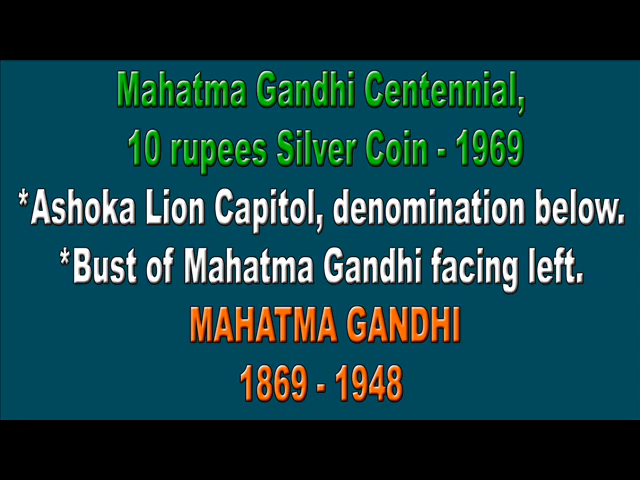 Mahatma Gandhi Centennial,
10 rupees Silver Coin - 1969
*Ashoka Lion Capitol, denomination below.
*Bust of Mahatma Gandhi facing left.
MAHATMA GANDHI
1869 - 1948